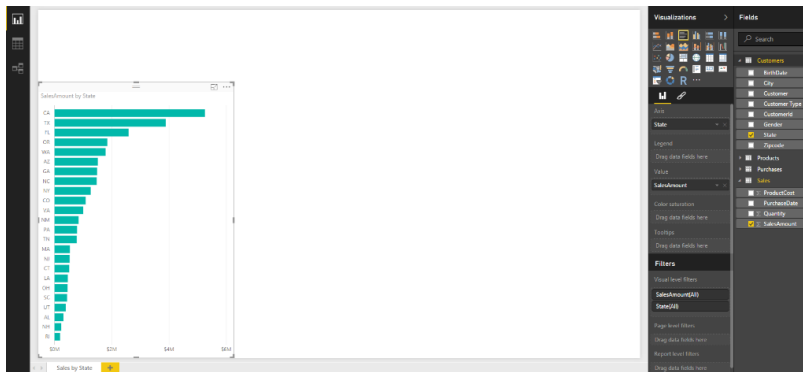 Visualizations
Fields
Search
Customers
BirthDate
City
Customer
Customer Type
CustomerId
Gender
State
Zipcode
Products
Purchases
Sales
ProductCost
PurchaseDate
Quantity
SalesAmount
Axis
State
Legend
Drag data fields here
Value
SalesAmount
Color saturation
Drag data fields here
Tooltips
Drag data fields here
Filters
Visual level filters
SalesAmount(All)
State(All)
Page level filters
Drag data fields here
Report level filters
Drag data fields here
SalesAmount by State
CA
TX
FL
OR
WA
AZ
GA
NC
NY
CO
VA
NM
PA
TN
MA
CT
LA
OH
SC
UT
NH
RI
$0M $2M $4M $6M
Sales by State